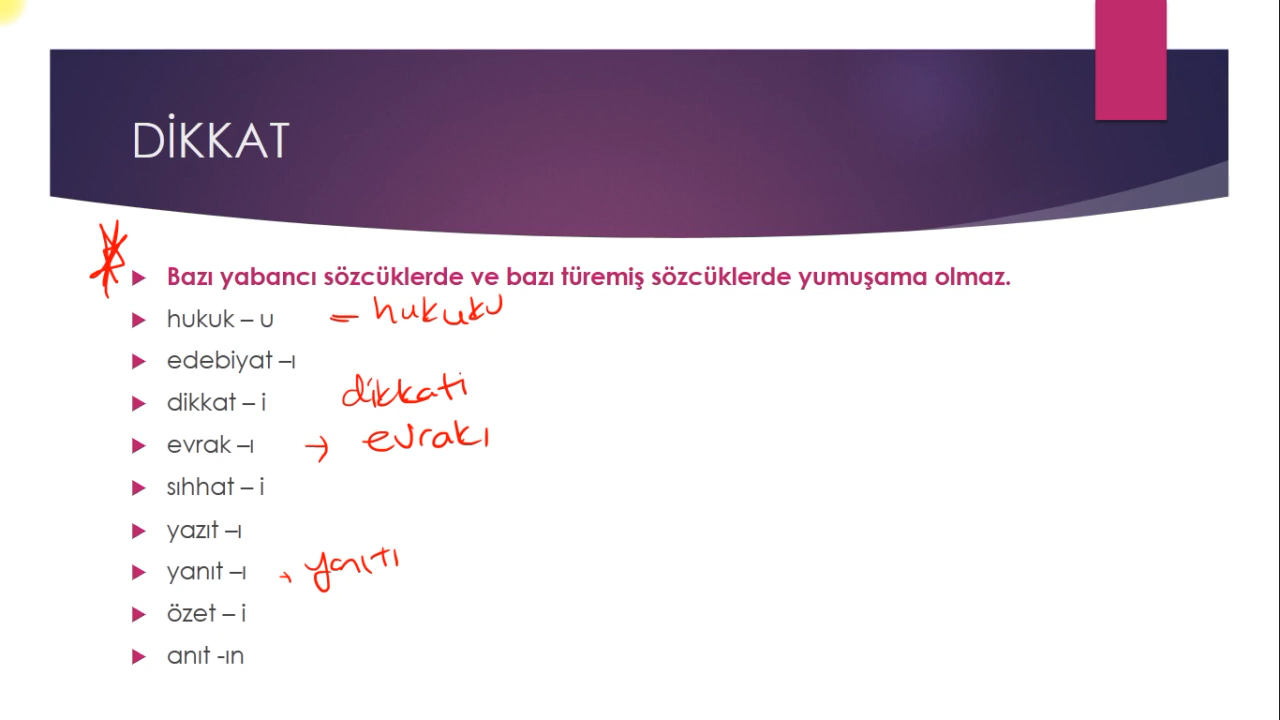 DİKKAT
Bazı yabancı sözcüklerde ve bazı türemiş sözcüklerde yumuşama olmaz.
hukuk – u = hukuku
edebiyat –ı
dikkat – i dikkati
evrak –ı → evrakı
sıhhat – i
yazıt –ı
yanıt –ı → yanıtı
özet – i
anıt -ın